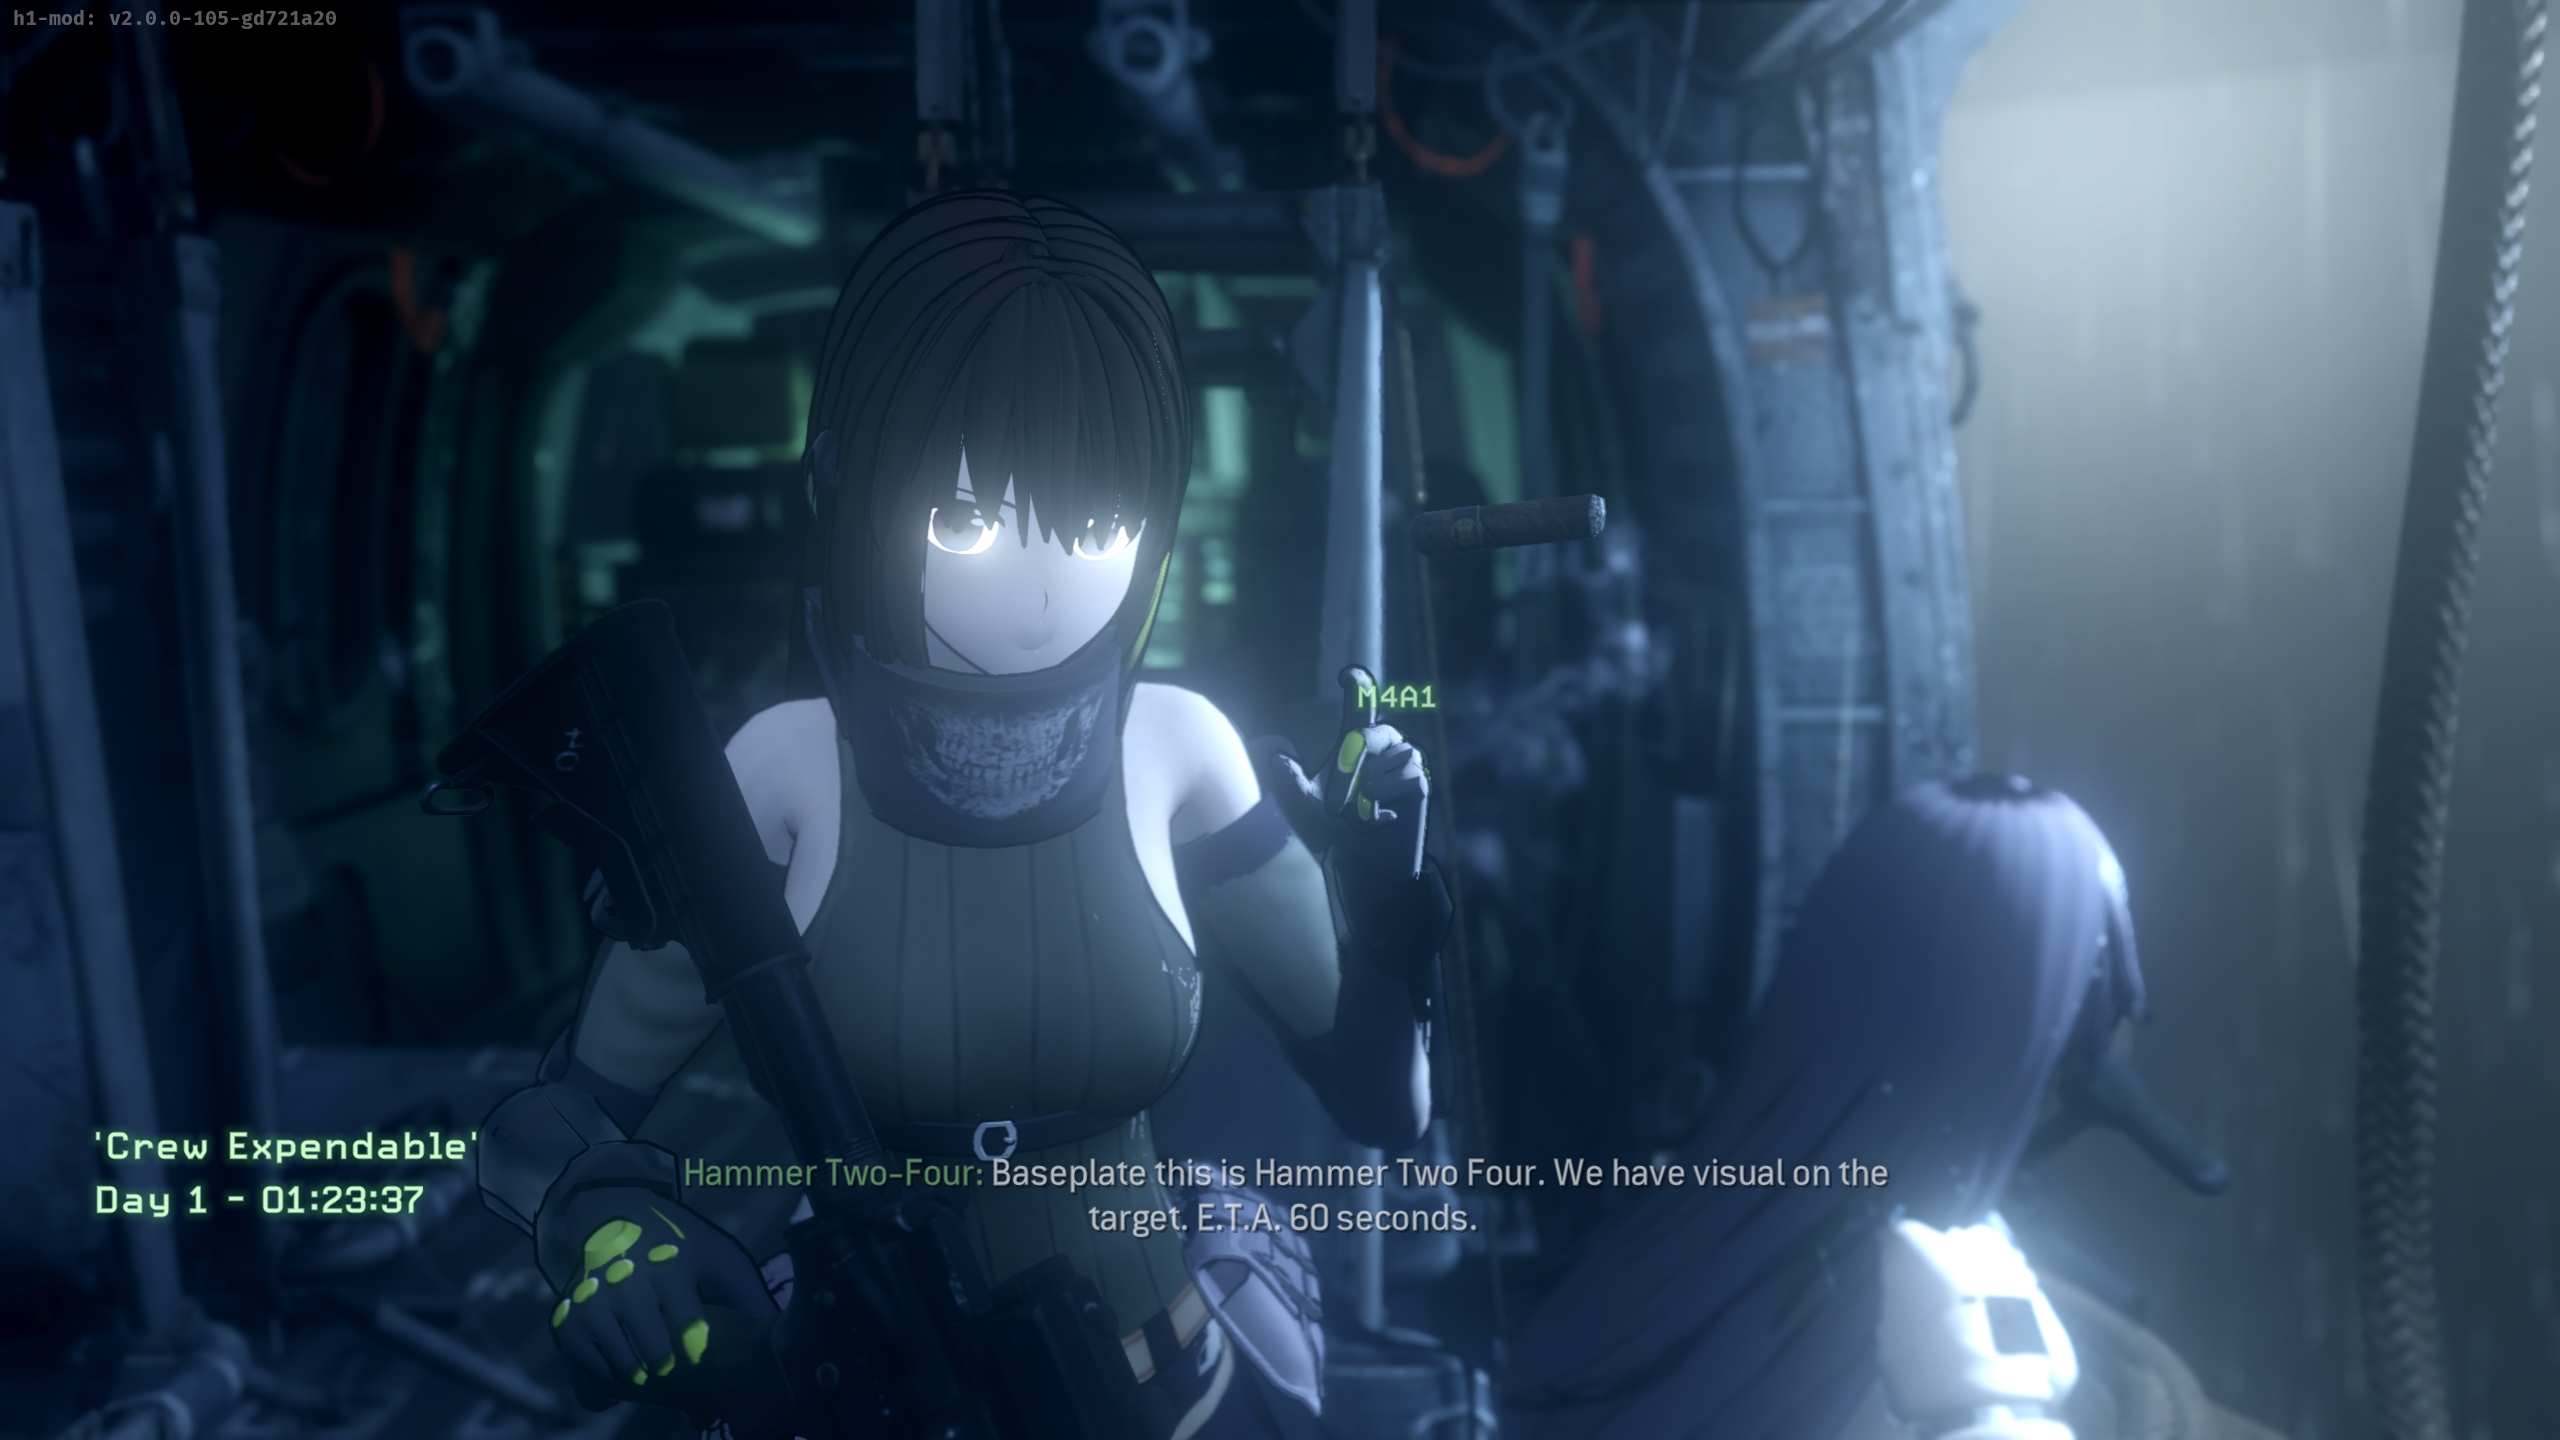 h1-mod: v2.0.0-105-gd721a20
M4A1
'Crew Expendable'
Day 1 - 01:23:37
Hammer Two-Four: Baseplate this is Hammer Two Four. We have visual on the
target. E.T.A. 60 seconds.